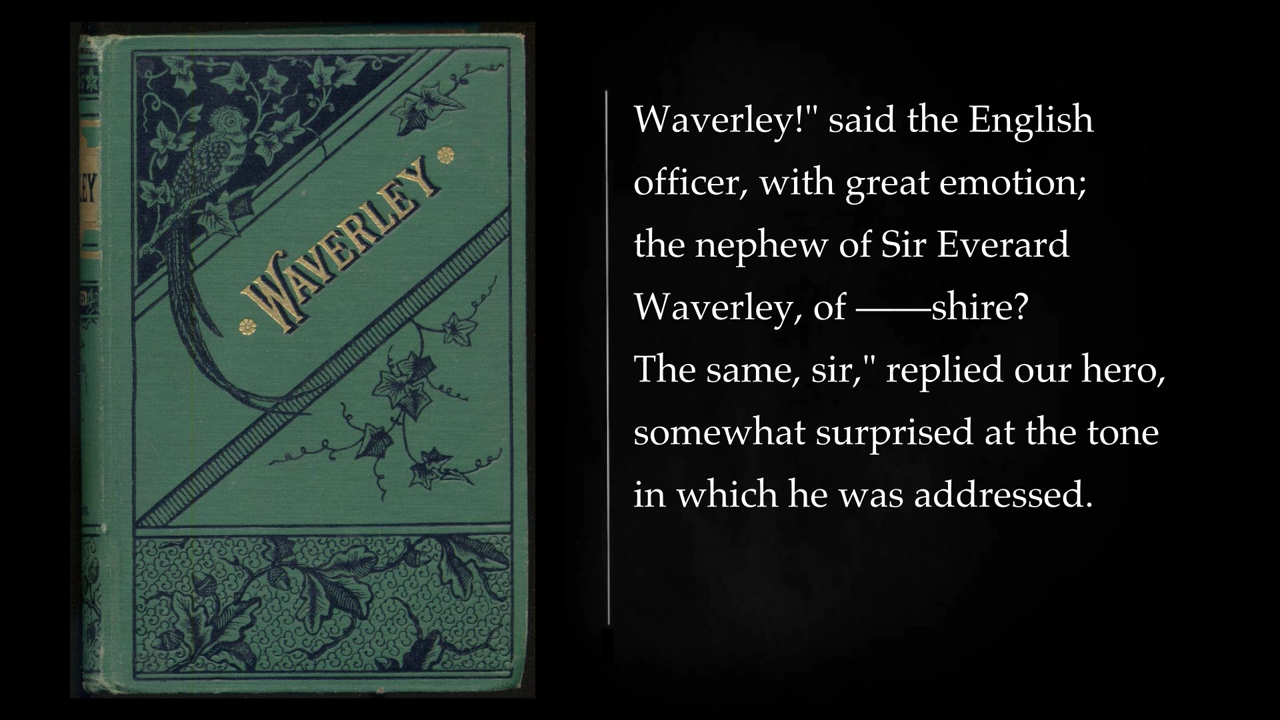 WAVERLEY
EY
Waverley!" said the English
officer, with great emotion;
the nephew of Sir Everard
Waverley, of ——shire?
The same, sir," replied our hero,
somewhat surprised at the tone
in which he was addressed.